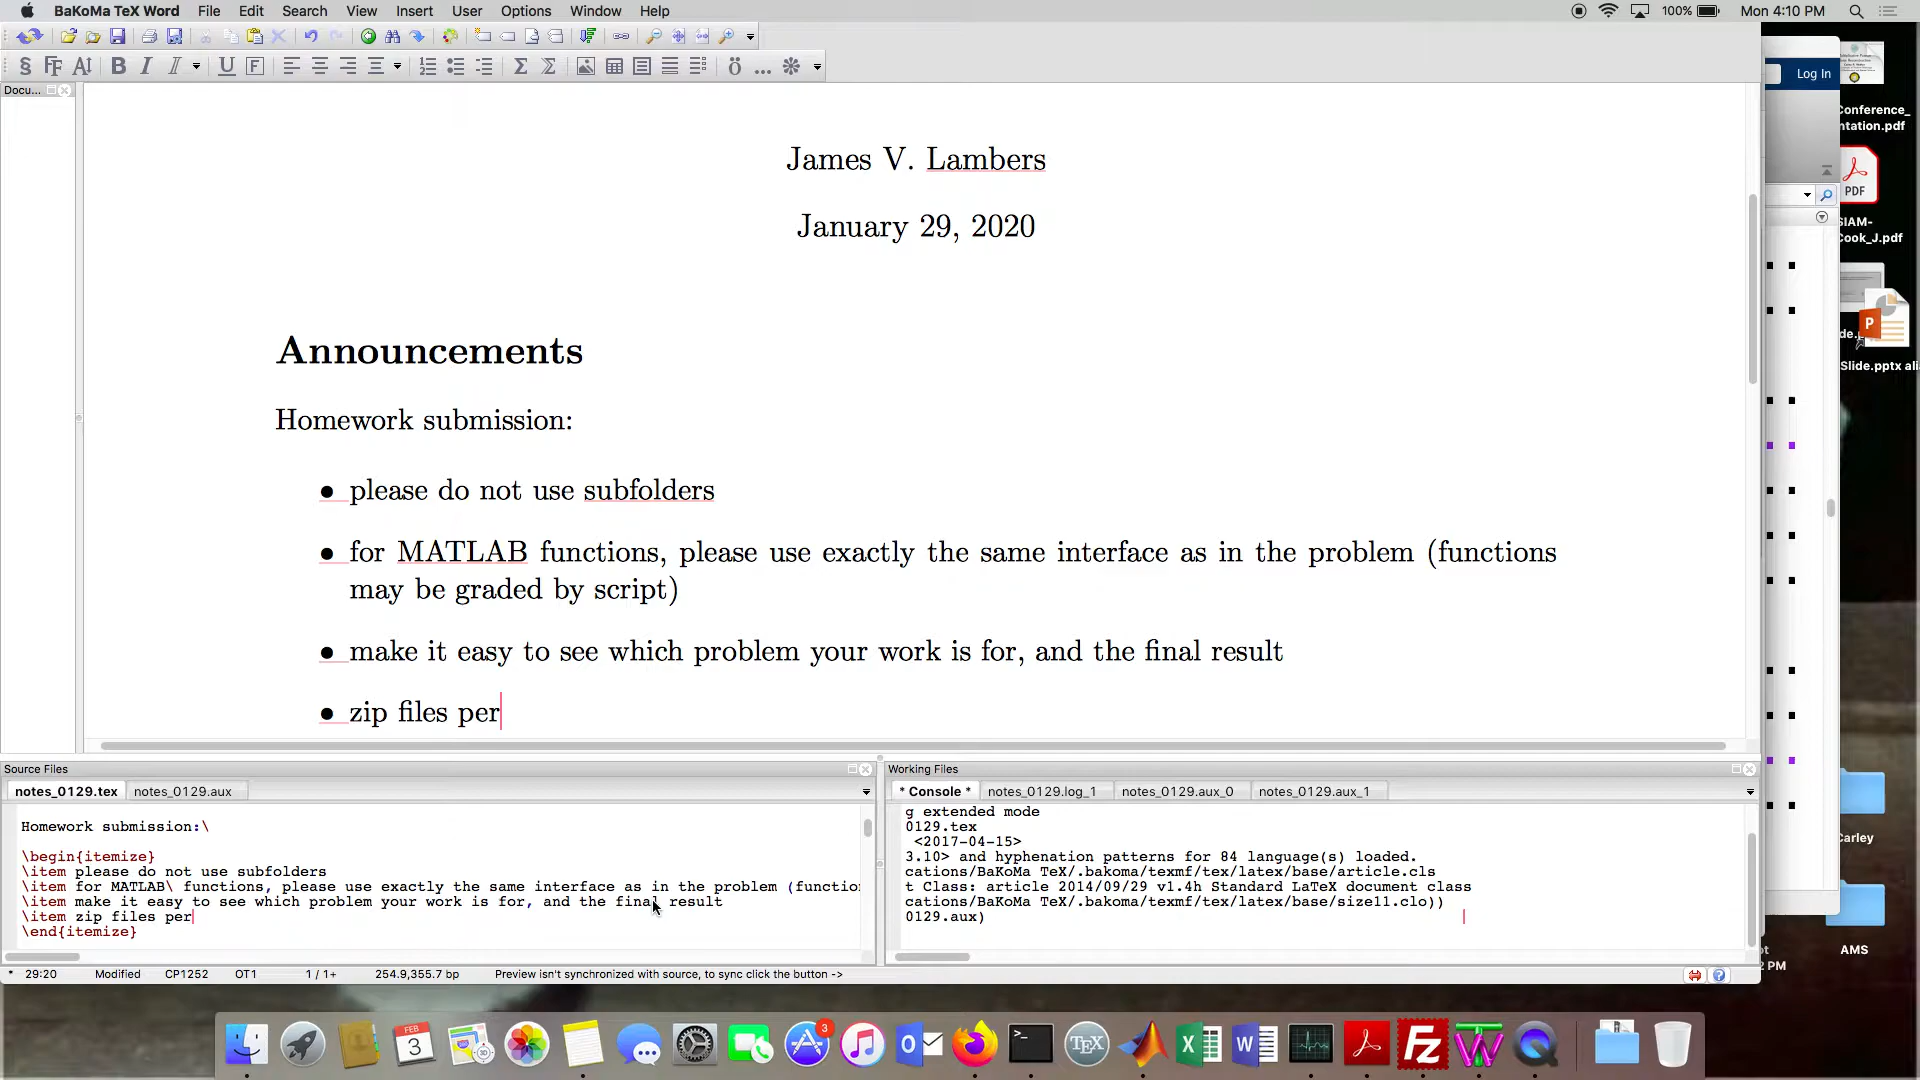 BaKoMa TeX Word File Edit Search View Insert User Options Window Help 100% Mon 4:10 PM
Docu...
Log In
James V. Lambers
January 29, 2020
Announcements
Homework submission:
● please do not use subfolders
● for MATLAB functions, please use exactly the same interface as in the problem (functions
may be graded by script)
● make it easy to see which problem your work is for, and the final result
● zip files per
Conference_
ntation.pdf
PDF
SIAM-
Cook_J.pdf
de.
Slide.pptx ali
Source Files
notes_0129.tex notes_0129.aux
Homework submission:\
\begin{itemize}
\item please do not use subfolders
\item for MATLAB\ functions, please use exactly the same interface as in the problem (functio
\item make it easy to see which problem your work is for, and the final result
\item zip files per
\end{itemize}
Working Files
* Console * notes_0129.log_1 notes_0129.aux_0 notes_0129.aux_1
g extended mode
0129.tex
<2017-04-15>
3.10> and hyphenation patterns for 84 language(s) loaded.
cations/BaKoMa TeX/.bakoma/texmf/tex/latex/base/article.cls
t Class: article 2014/09/29 v1.4h Standard LaTeX document class
cations/BaKoMa TeX/.bakoma/texmf/tex/latex/base/size11.clo))
0129.aux)
* 29:20 Modified CP1252 OT1 1 / 1+ 254.9,355.7 bp Preview isn't synchronized with source, to sync click the button ->
Carley
AMS
ot
2 PM
FEB
3
3
TEX